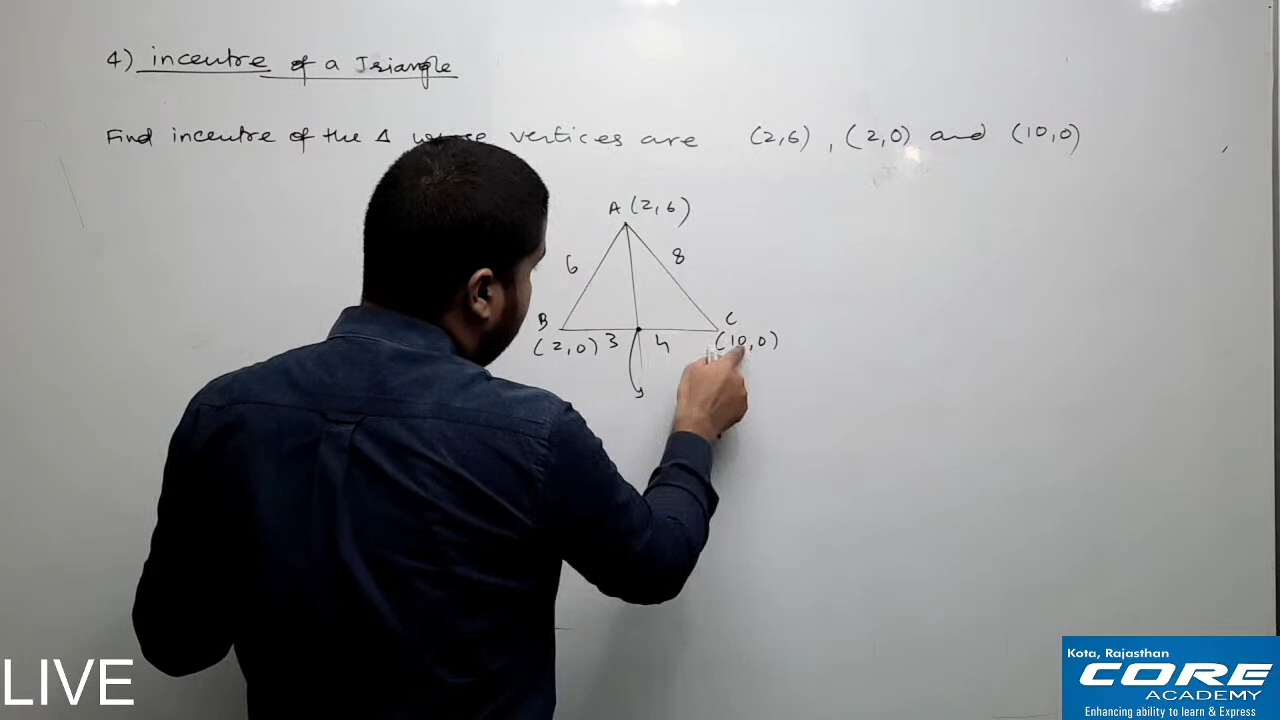 4) incentre of a Triangle
Find incentre of the Δ vertices are (2,6) , (2,0) and (10,0)
A (2,6)
6 8
B C
(2,0) 3 4 (10,0)
LIVE
Kota, Rajasthan
CORE
ACADEMY
Enhancing ability to learn & Express